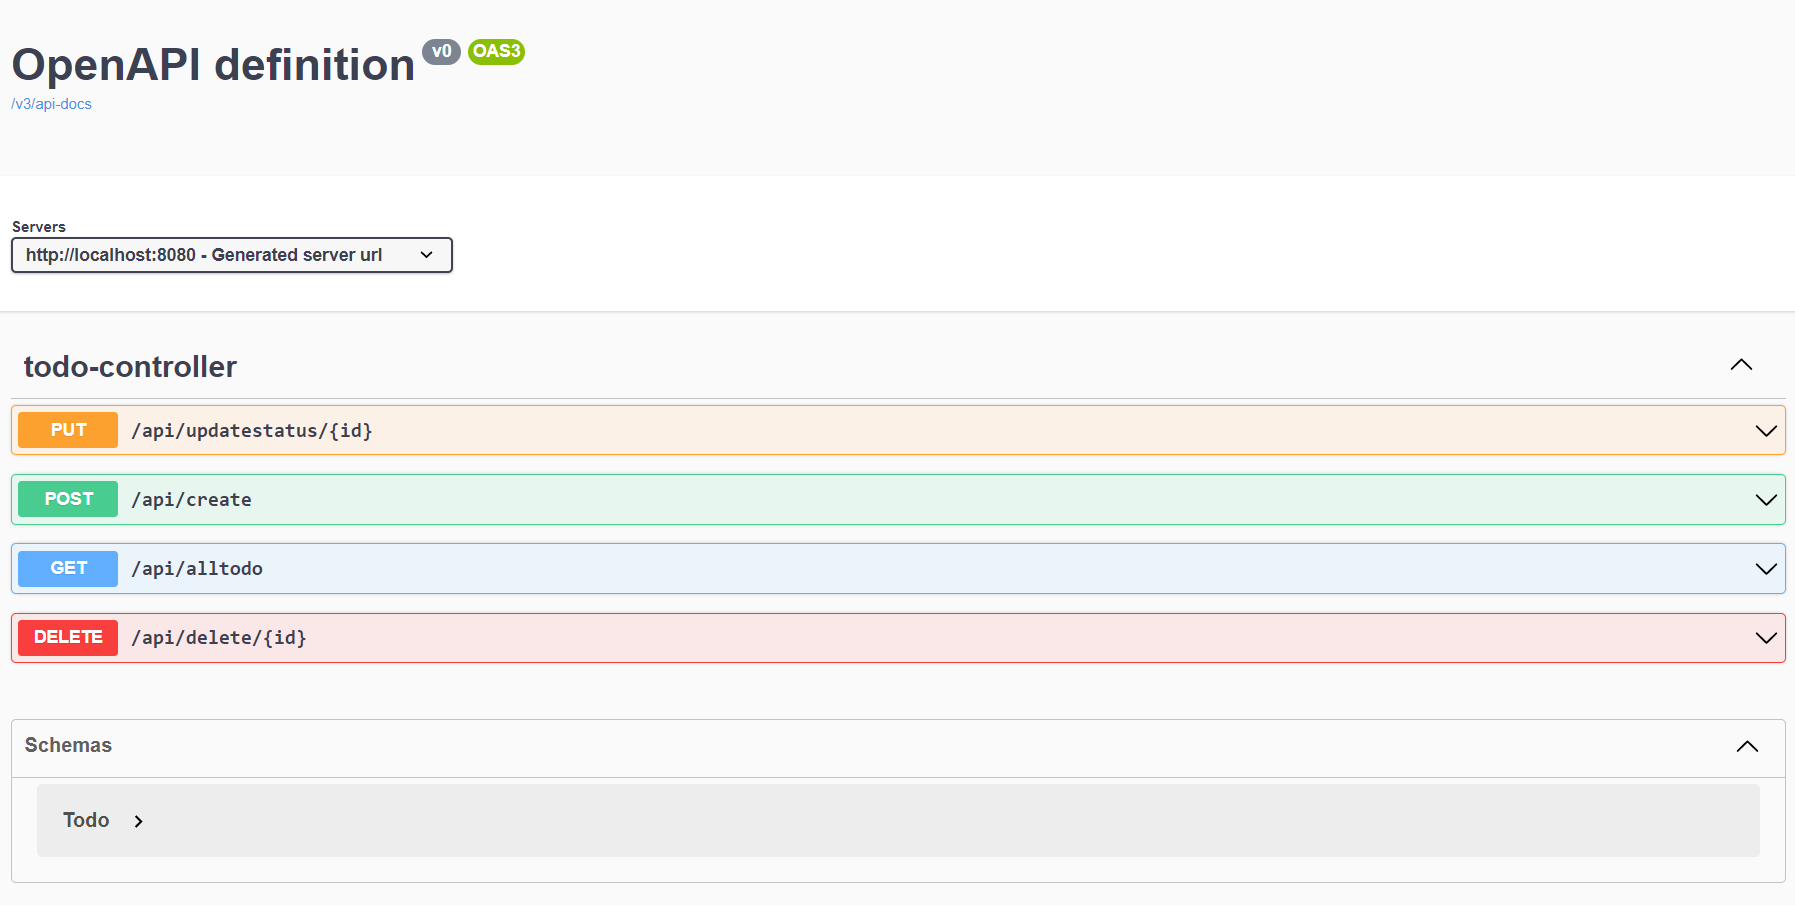 OpenAPI definition v0 OAS3
/v3/api-docs
Servers
http://localhost:8080 - Generated server url
todo-controller
PUT /api/updatestatus/{id}
POST /api/create
GET /api/alltodo
DELETE /api/delete/{id}
Schemas
Todo